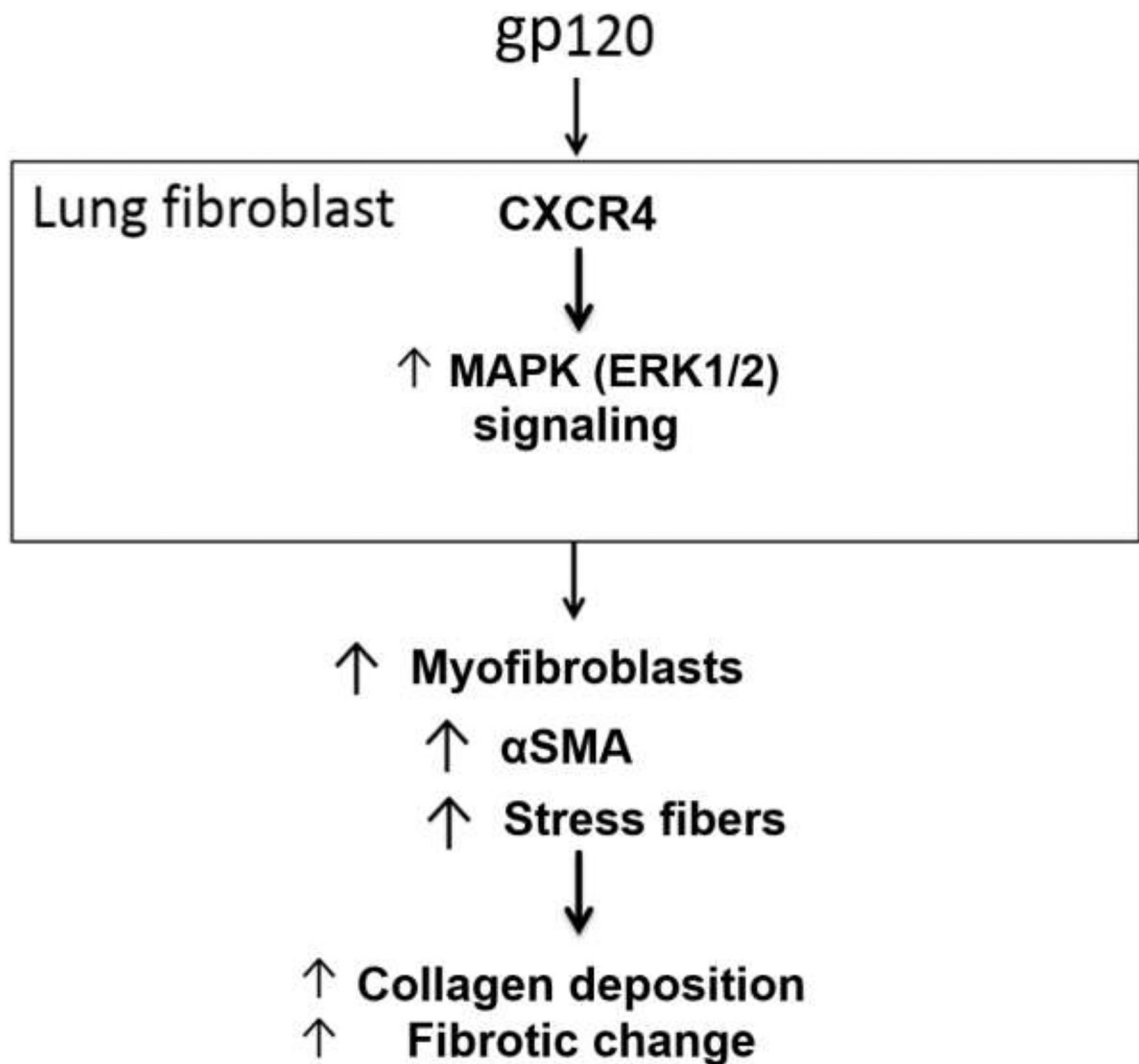 gp120
Lung fibroblast CXCR4
↑ MAPK (ERK1/2)
signaling
↑ Myofibroblasts
↑ αSMA
↑ Stress fibers
↑ Collagen deposition
↑ Fibrotic change